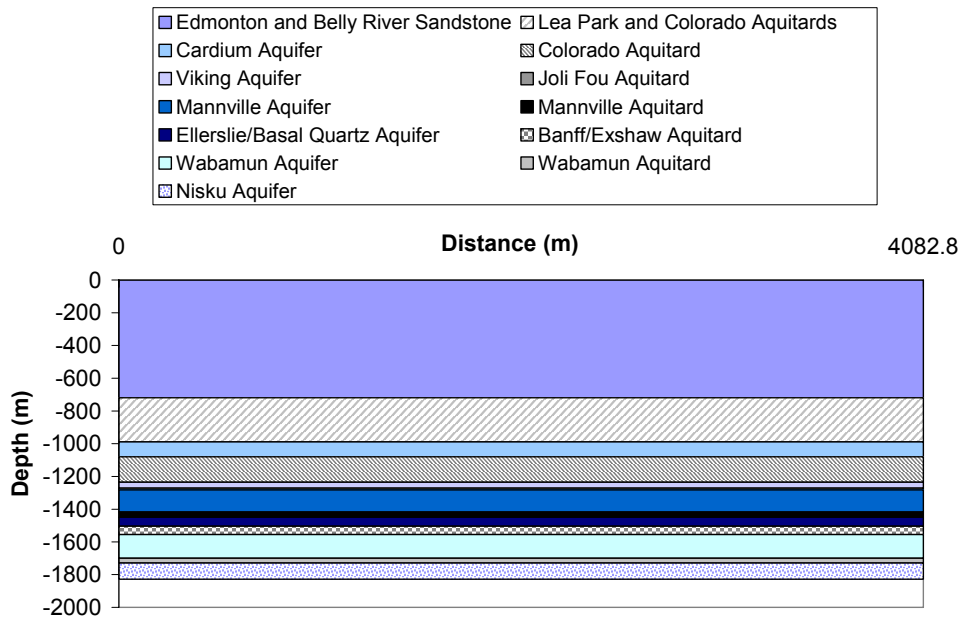 Edmonton and Belly River Sandstone Lea Park and Colorado Aquitards
Cardium Aquifer Colorado Aquitard
Viking Aquifer Joli Fou Aquitard
Mannville Aquifer Mannville Aquitard
Ellerslie/Basal Quartz Aquifer Banff/Exshaw Aquitard
Wabamun Aquifer Wabamun Aquitard
Nisku Aquifer
0 Distance (m) 4082.8
0
-200
-400
-600
-800
-1000
-1200
-1400
-1600
-1800
-2000
Depth (m)